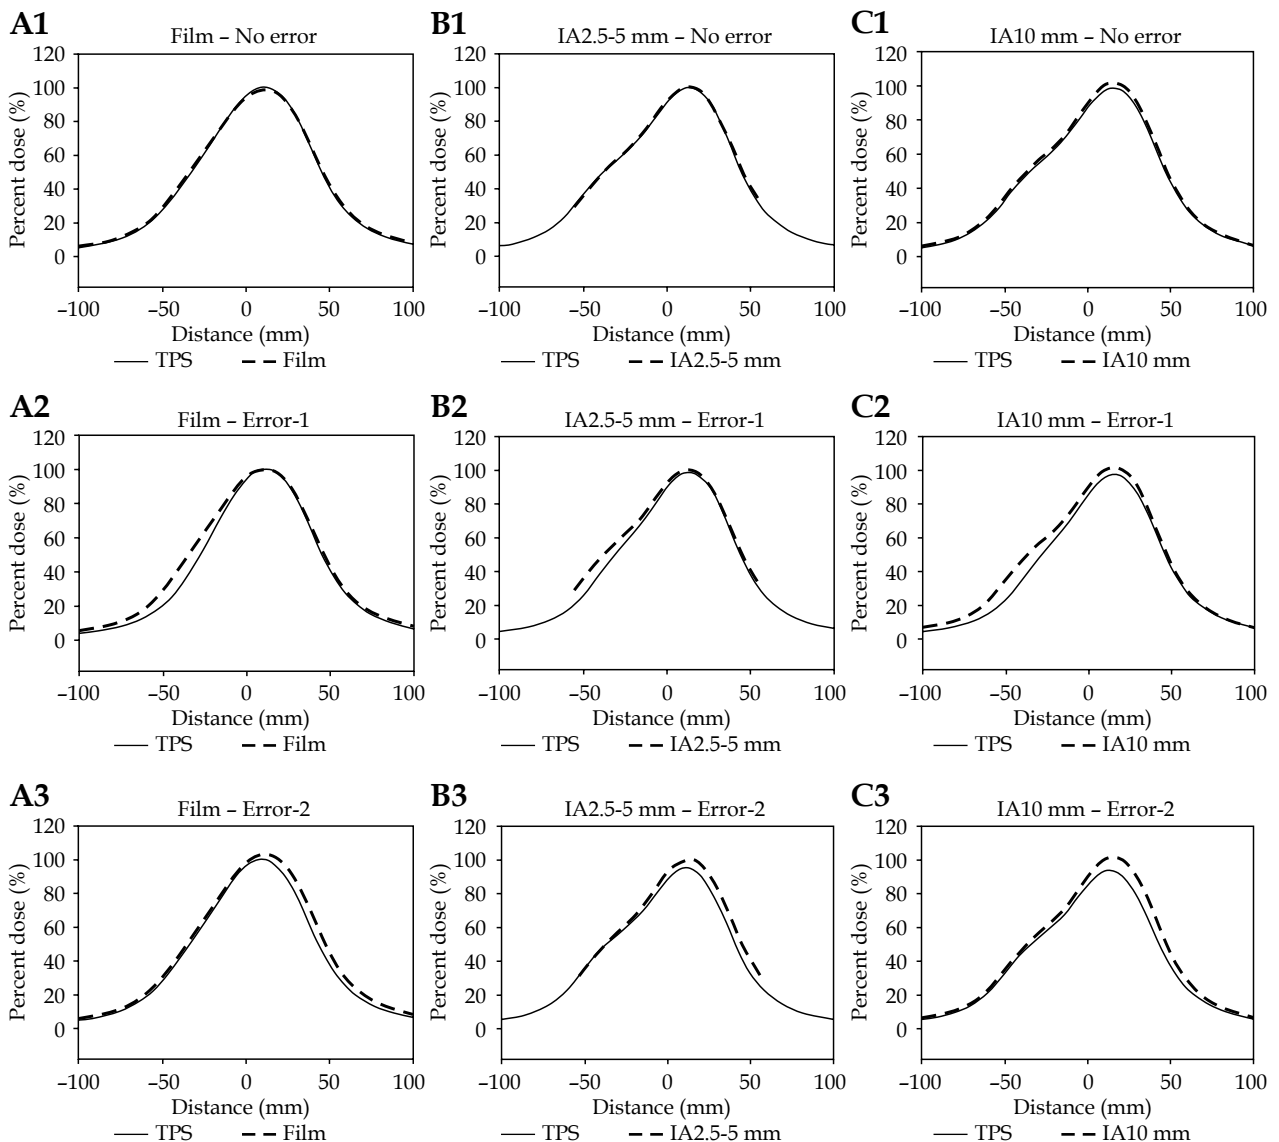 A1
Film – No error
Percent dose (%)
120
100
80
60
40
20
0
–100 –50 0 50 100
Distance (mm)
TPS Film
B1
IA2.5-5 mm – No error
Percent dose (%)
120
100
80
60
40
20
0
–100 –50 0 50 100
Distance (mm)
TPS IA2.5-5 mm
C1
IA10 mm – No error
Percent dose (%)
120
100
80
60
40
20
0
–100 –50 0 50 100
Distance (mm)
TPS IA10 mm
A2
Film – Error-1
Percent dose (%)
120
100
80
60
40
20
0
–100 –50 0 50 100
Distance (mm)
TPS Film
B2
IA2.5-5 mm – Error-1
Percent dose (%)
120
100
80
60
40
20
0
–100 –50 0 50 100
Distance (mm)
TPS IA2.5-5 mm
C2
IA10 mm – Error-1
Percent dose (%)
120
100
80
60
40
20
0
–100 –50 0 50 100
Distance (mm)
TPS IA10 mm
A3
Film – Error-2
Percent dose (%)
120
100
80
60
40
20
0
–100 –50 0 50 100
Distance (mm)
TPS Film
B3
IA2.5-5 mm – Error-2
Percent dose (%)
120
100
80
60
40
20
0
–100 –50 0 50 100
Distance (mm)
TPS IA2.5-5 mm
C3
IA10 mm – Error-2
Percent dose (%)
120
100
80
60
40
20
0
–100 –50 0 50 100
Distance (mm)
TPS IA10 mm